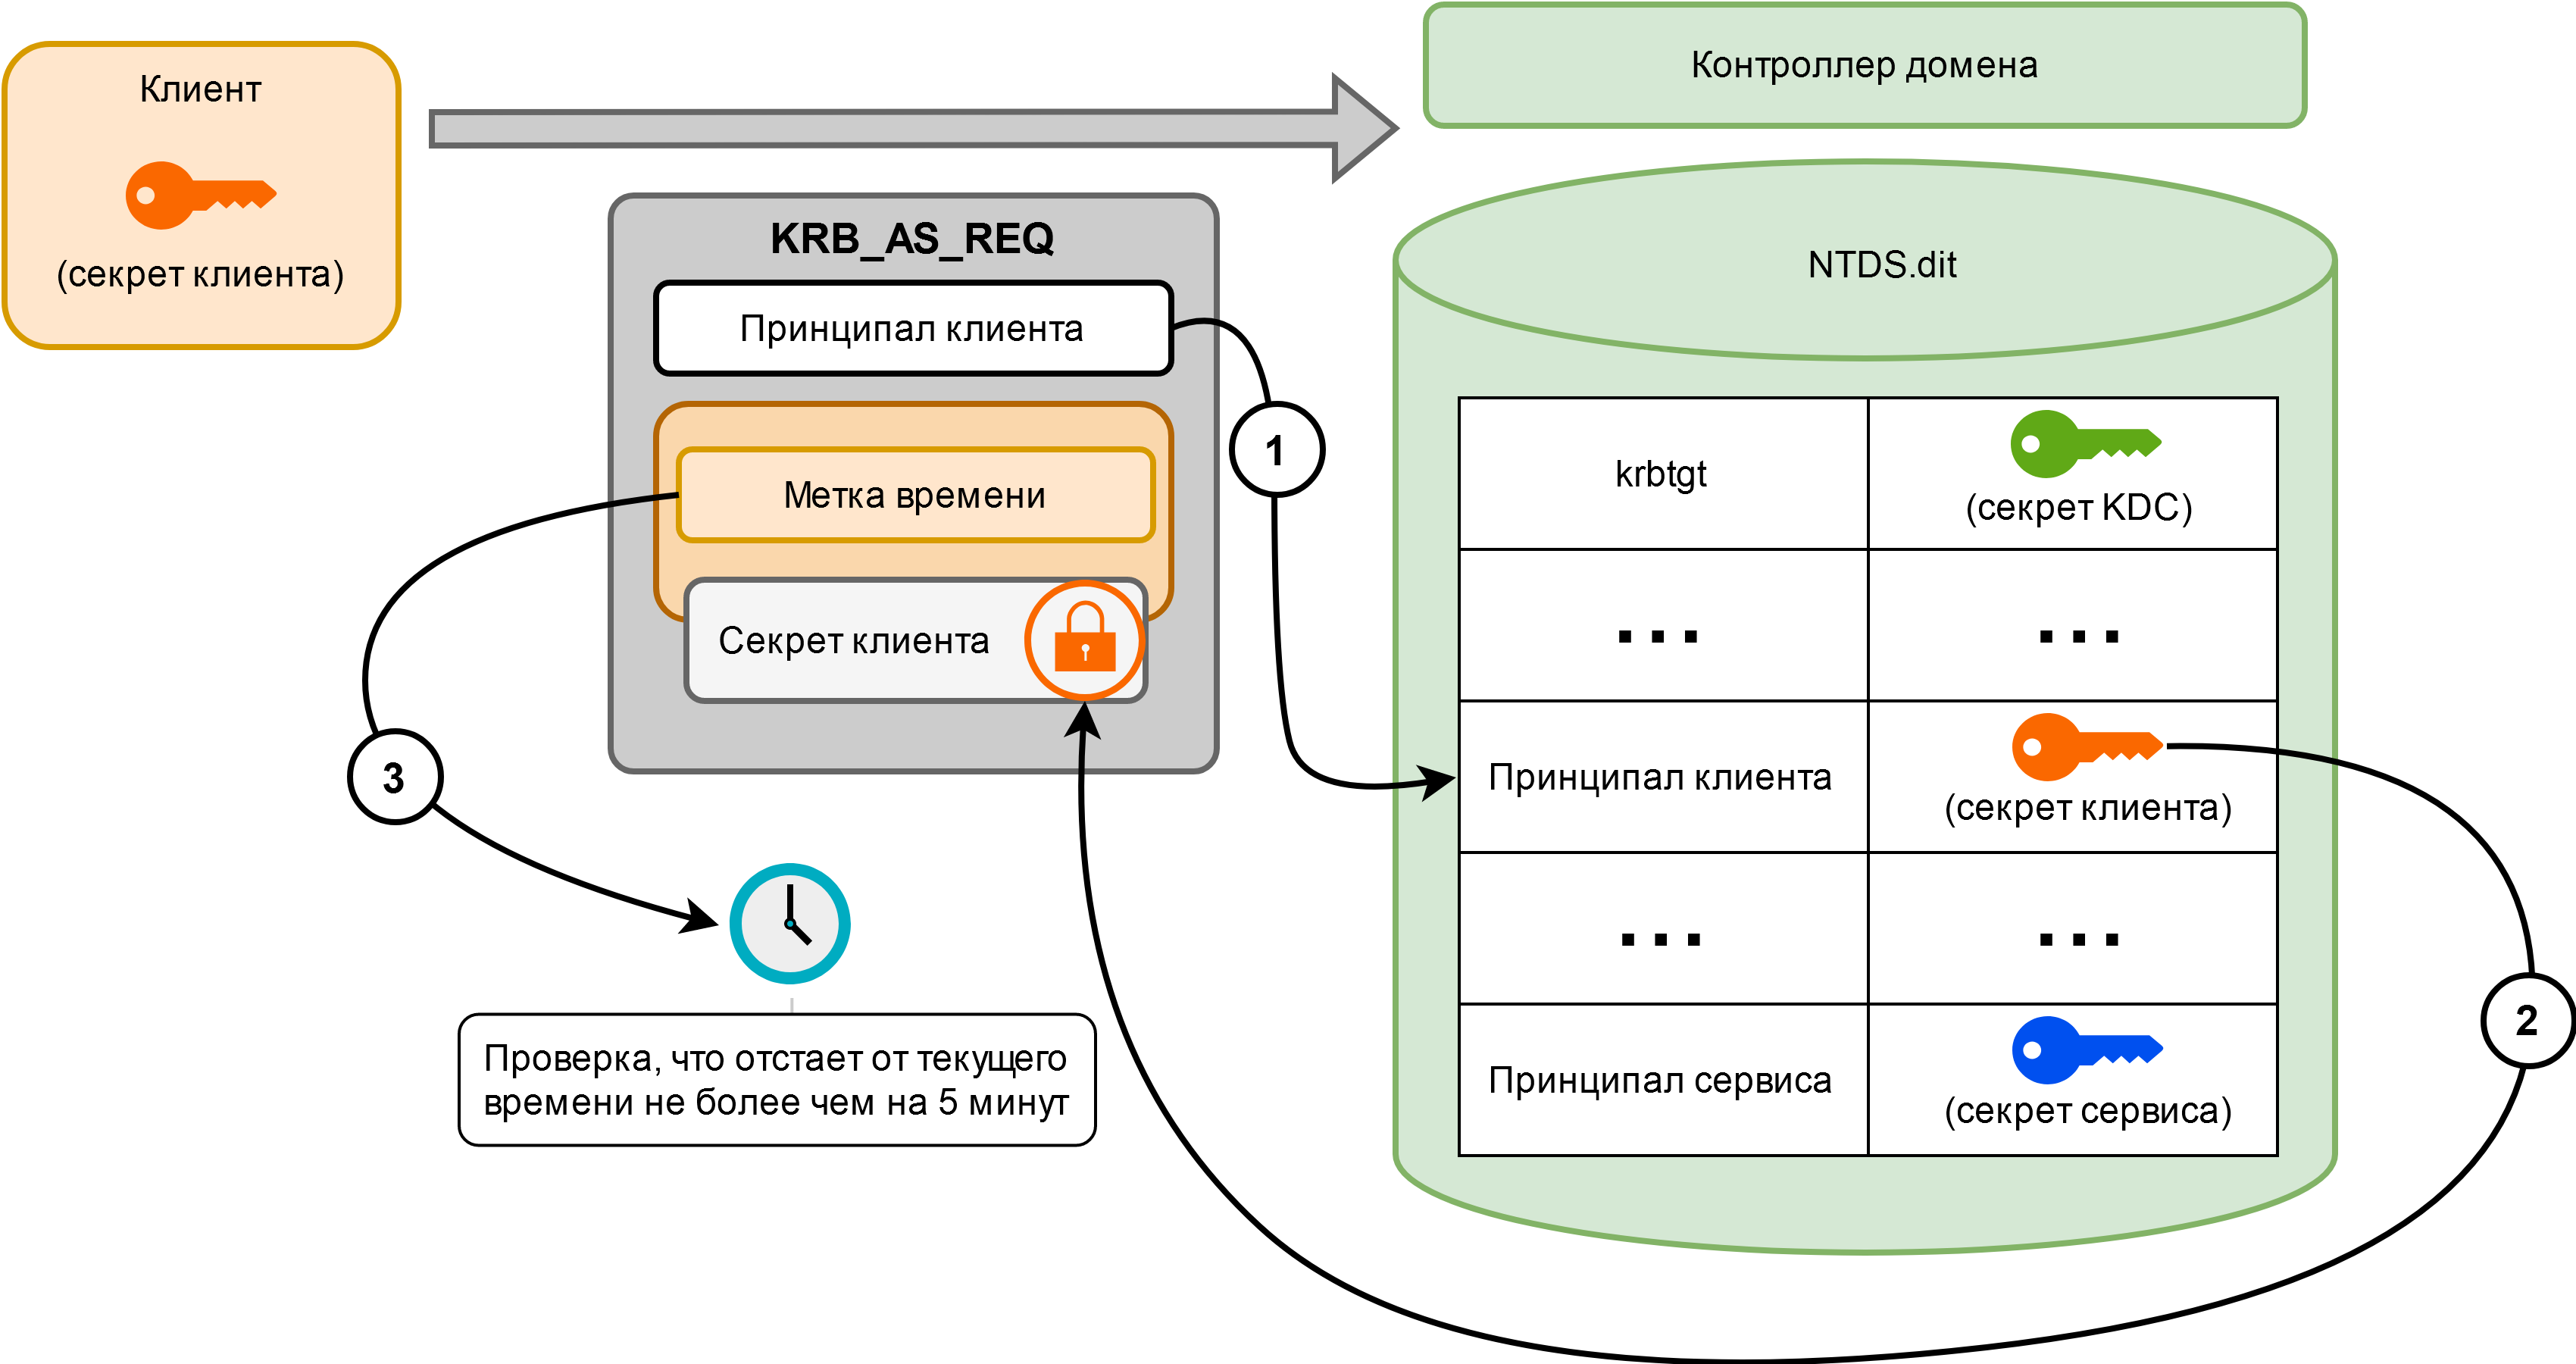 Клиент
(секрет клиента)
Контроллер домена
KRB_AS_REQ
Принципал клиента
Метка времени
Секрет клиента
1
3
Проверка, что отстает от текущего
времени не более чем на 5 минут
NTDS.dit
krbtgt
(секрет KDC)
...
...
Принципал клиента
(секрет клиента)
...
...
Принципал сервиса
(секрет сервиса)
2